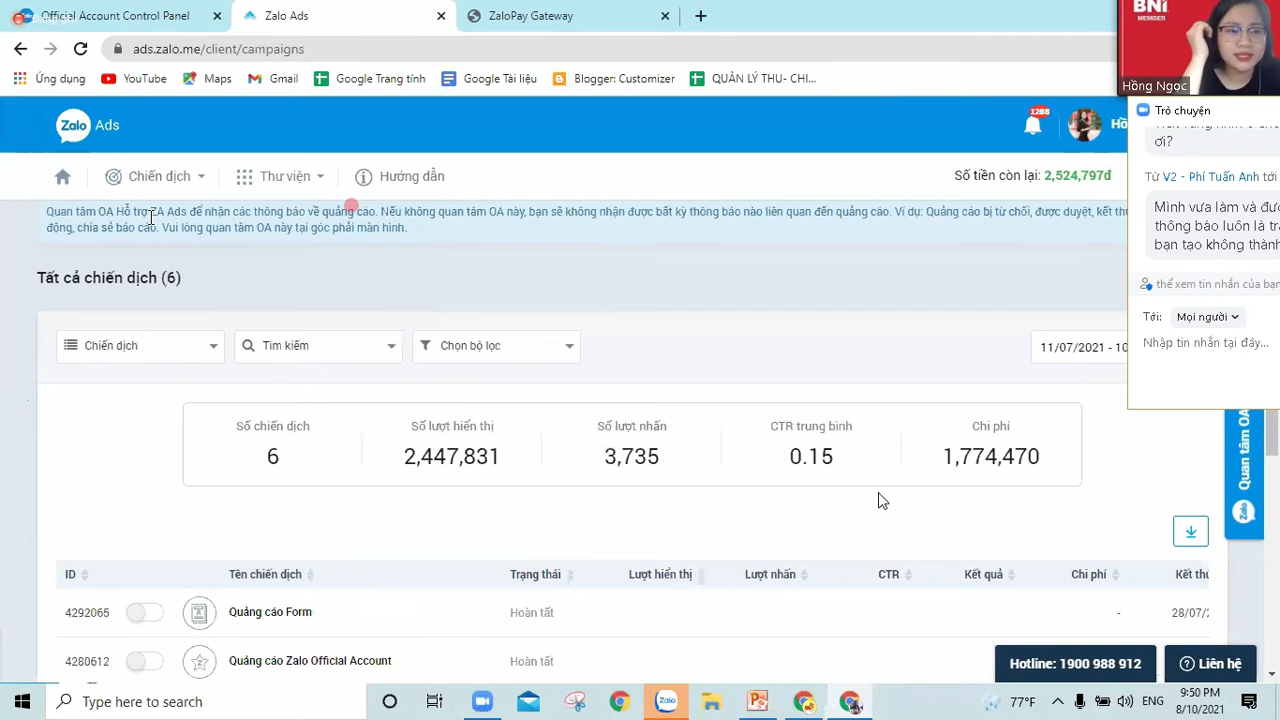 Official Account Control Panel
Zalo Ads
ZaloPay Gateway
ads.zalo.me/client/campaigns
Ứng dụng
YouTube
Maps
Gmail
Google Trang tính
Google Tài liệu
Blogger: Customizer
QUẢN LÝ THU- CHI...
BNI
MEMBER
Hồng Ngọc
Zalo Ads
1288
Trò chuyện
ơi?
Chiến dịch
Thư viện
Hướng dẫn
Số tiền còn lại: 2,524,797đ
Từ V2 - Phí Tuấn Anh tới
Quan tâm OA Hỗ trợ ZA Ads để nhận các thông báo về quảng cáo. Nếu không quan tâm OA này, bạn sẽ không nhận được bất kỳ thông báo nào liên quan đến quảng cáo. Ví dụ: Quảng cáo bị từ chối, được duyệt, kết
động, chia sẻ báo cáo. Vui lòng quan tâm OA này tại góc phải màn hình.
Mình vưa làm và
thông báo luôn là
bạn tạo không thành
Tất cả chiến dịch (6)
thể xem tin nhắn của
Tới: Mọi người
Nhập tin nhắn tại đây...
Chiến dịch
Tìm kiếm
Chọn bộ lọc
11/07/2021 - 10
Số chiến dịch
Số lượt hiển thị
Số lượt nhấn
CTR trung bình
Chi phí
6
2,447,831
3,735
0.15
1,774,470
Quan tâm OA
Zalo
ID
Tên chiến dịch
Trạng thái
Lượt hiển thị
Lượt nhấn
CTR
Kết quả
Chi phí
Kết
4292065
Quảng cáo Form
Hoàn tất
-
28/07/
4280612
Quảng cáo Zalo Official Account
Hoàn tất
Hotline: 1900 988 912
Liên hệ
Type here to search
Zalo
77°F
ENG
9:50 PM
8/10/2021